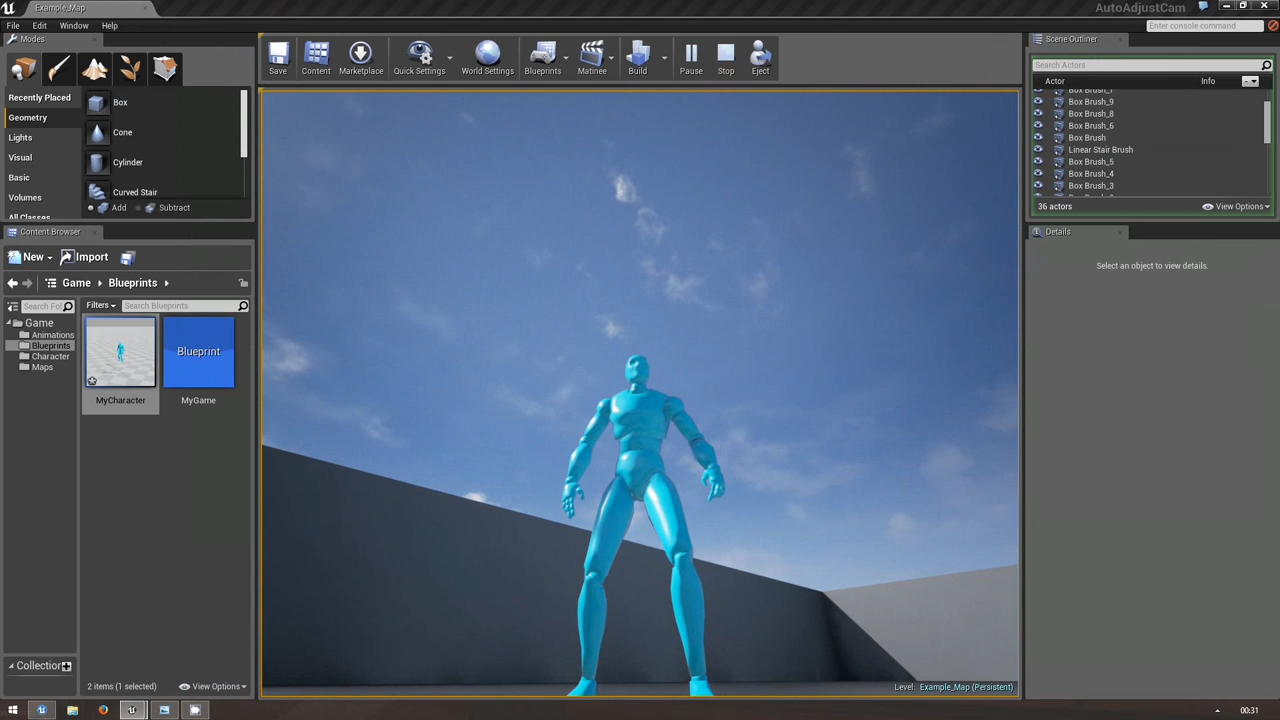 Example_Map
AutoAdjustCam
File Edit Window Help
Enter console command
Modes
Recently Placed
Geometry
Lights
Visual
Basic
Volumes
All Classes
Box
Cone
Cylinder
Curved Stair
Add Subtract
Save Content Marketplace Quick Settings World Settings Blueprints Matinee Build Pause Stop Eject
Scene Outliner
Search Actors
Actor Info
Box Brush_7
Box Brush_9
Box Brush_8
Box Brush_6
Box Brush
Linear Stair Brush
Box Brush_5
Box Brush_4
Box Brush_3
36 actors View Options
Content Browser
New Import
Game Blueprints
Search Fol
Filters Search Blueprints
Game
Animations
Blueprints
Character
Maps
Blueprint
MyCharacter MyGame
Collection
2 items (1 selected) View Options
Details
Select an object to view details.
Level: Example_Map (Persistent)
00:31